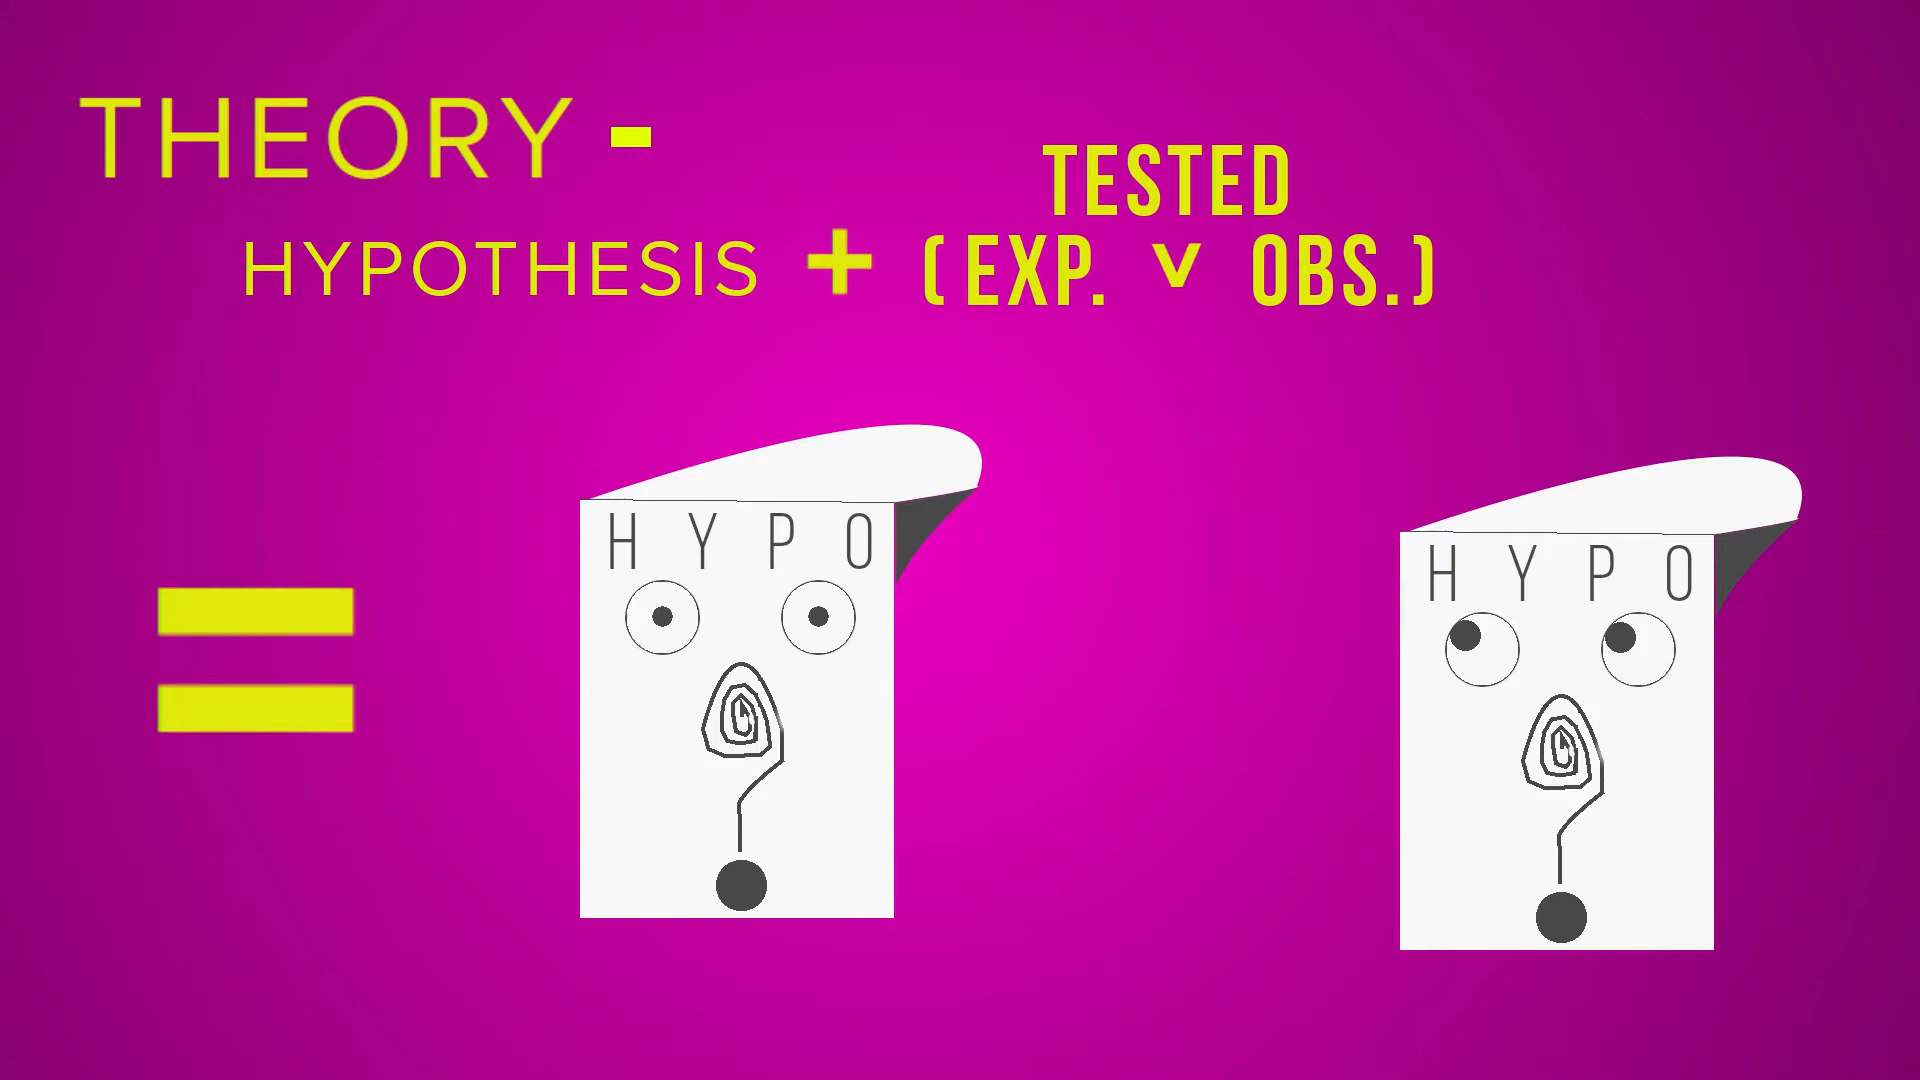 THEORY -
TESTED
HYPOTHESIS + (EXP. v OBS.)
=
HYPO
HYPO